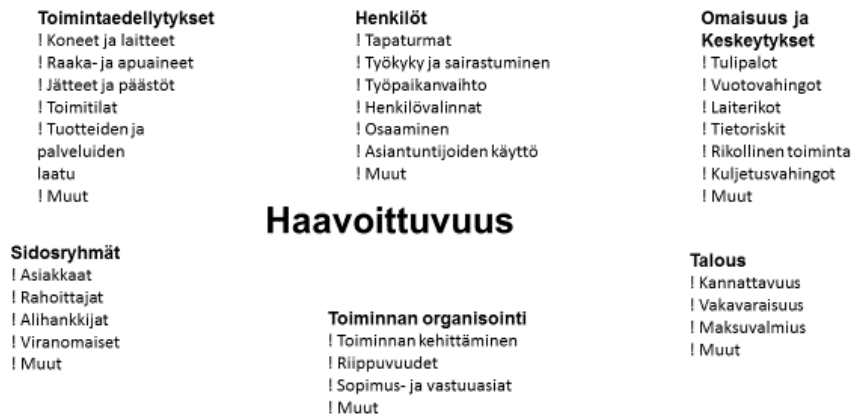 Toimintaedellytykset
! Koneet ja laitteet
! Raaka- ja apuaineet
! Jätteet ja päästöt
! Toimitilat
! Tuotteiden ja
palveluiden
laatu
! Muut
Henkilöt
! Tapaturmat
! Työkyky ja sairastuminen
! Työpaikanvaihto
! Henkilövalinnat
! Osaaminen
! Asiantuntijoiden käyttö
! Muut
Omaisuus ja
Keskeytykset
! Tulipalot
! Vuotovahingot
! Laiterikot
! Tietoriskit
! Rikollinen toiminta
! Kuljetusvahingot
! Muut
Haavoittuvuus
Sidosryhmät
! Asiakkaat
! Rahoittajat
! Alihankkijat
! Viranomaiset
! Muut
Toiminnan organisointi
! Toiminnan kehittäminen
! Riippuvuudet
! Sopimus- ja vastuuasiat
! Muut
Talous
! Kannattavuus
! Vakavaraisuus
! Maksuvalmius
! Muut